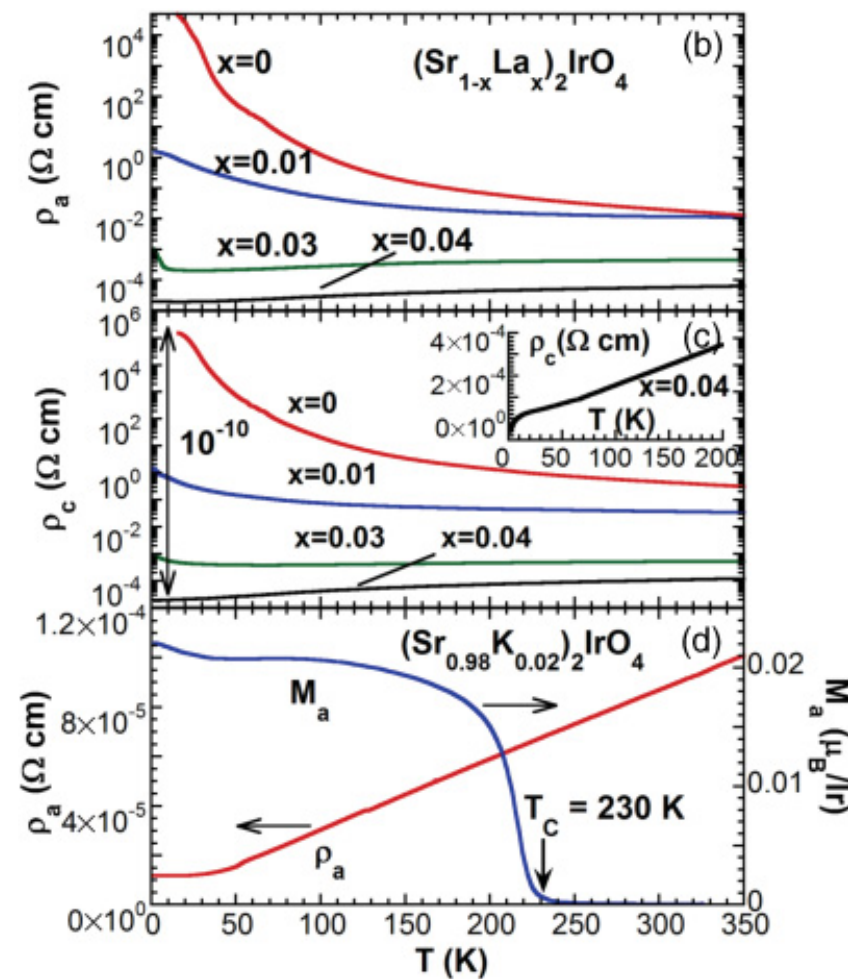 (b)
(Sr1-xLax)2IrO4
x=0
x=0.01
x=0.03
x=0.04
ρa (Ω cm)
10^4
10^2
10^0
10^-2
10^-4
(c)
ρc (Ω cm)
10^6
10^4
10^2
10^0
10^-2
10^-4
x=0
10^-10
x=0.01
x=0.03
x=0.04
ρc(Ω cm)
4×10^-4
2×10^-4
0×10^0
x=0.04
T (K)
0 50 100 150 200
(d)
(Sr0.98K0.02)2IrO4
ρa (Ω cm)
1.2×10^-4
8×10^-5
4×10^-5
0×10^0
Ma
ρa
TC = 230 K
0.02
0.01
0
Ma (μB/Ir)
0 50 100 150 200 250 300 350
T (K)